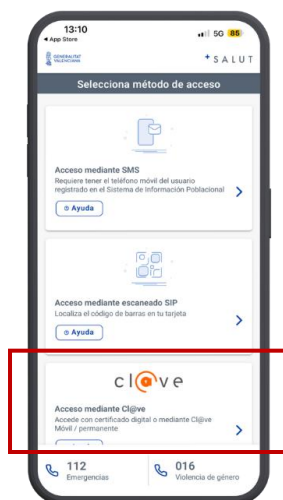 13:10
◀ App Store
5G 85
GENERALITAT
VALENCIANA
+SALUT
Selecciona método de acceso
Acceso mediante SMS
Requiere tener el teléfono móvil del usuario
registrado en el Sistema de Información Poblacional
Ayuda
Acceso mediante escaneado SIP
Localiza el código de barras en tu tarjeta
Ayuda
cl@ve
Acceso mediante Cl@ve
Accede con certificado digital o mediante Cl@ve
Móvil / permanente
112
Emergencias
016
Violencia de género